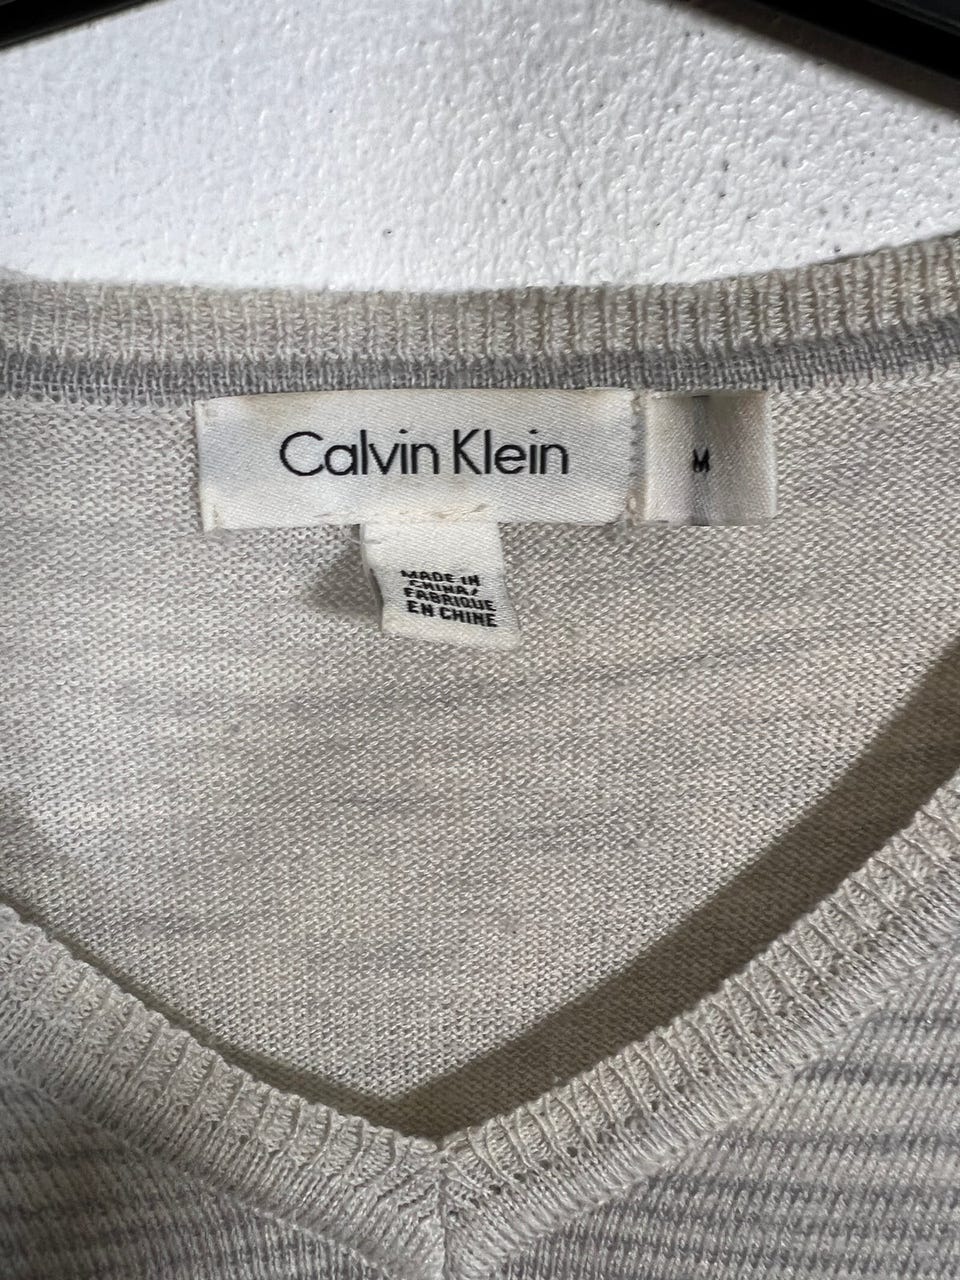 Calvin Klein
M
MADE IN
CHINA/
FABRIQUE
EN CHINE